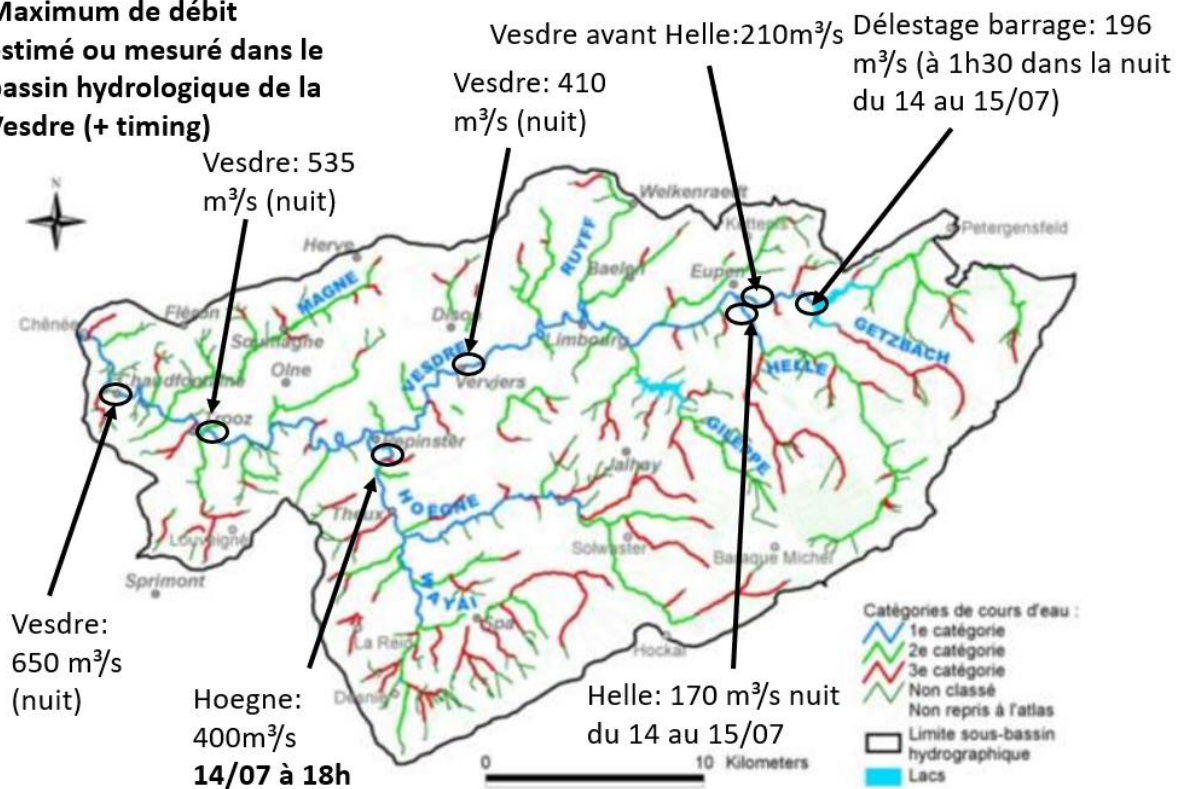 Maximum de débit
estimé ou mesuré dans le
bassin hydrologique de la
Vesdre (+ timing)
Vesdre avant Helle:210m³/s
Délestage barrage: 196
m³/s (à 1h30 dans la nuit
du 14 au 15/07)
Vesdre: 410
m³/s (nuit)
Vesdre: 535
m³/s (nuit)
N
Welkenraedt
Kettenis
Petergensfeld
Herve
RUYFF
Baelen
Eupen
MAGNE
Fléron
Chênée
Soumagne
Dison
Limbourg
GETZBACH
Olne
VESDRE
Verviers
HELLE
Chaudfontaine
Trooz
Pepinster
GILEPPE
Jalhay
HOEGNE
Theux
Louveigné
Solwaster
Baraque Michel
Sprimont
WAYAI
Spa
La Reid
Hockai
Desnié
Vesdre:
650 m³/s
(nuit)
Hoegne:
400m³/s
14/07 à 18h
Helle: 170 m³/s nuit
du 14 au 15/07
0 10 Kilometers
Catégories de cours d'eau :
1e catégorie
2e catégorie
3e catégorie
Non classé
Non repris à l'atlas
Limite sous-bassin
hydrographique
Lacs